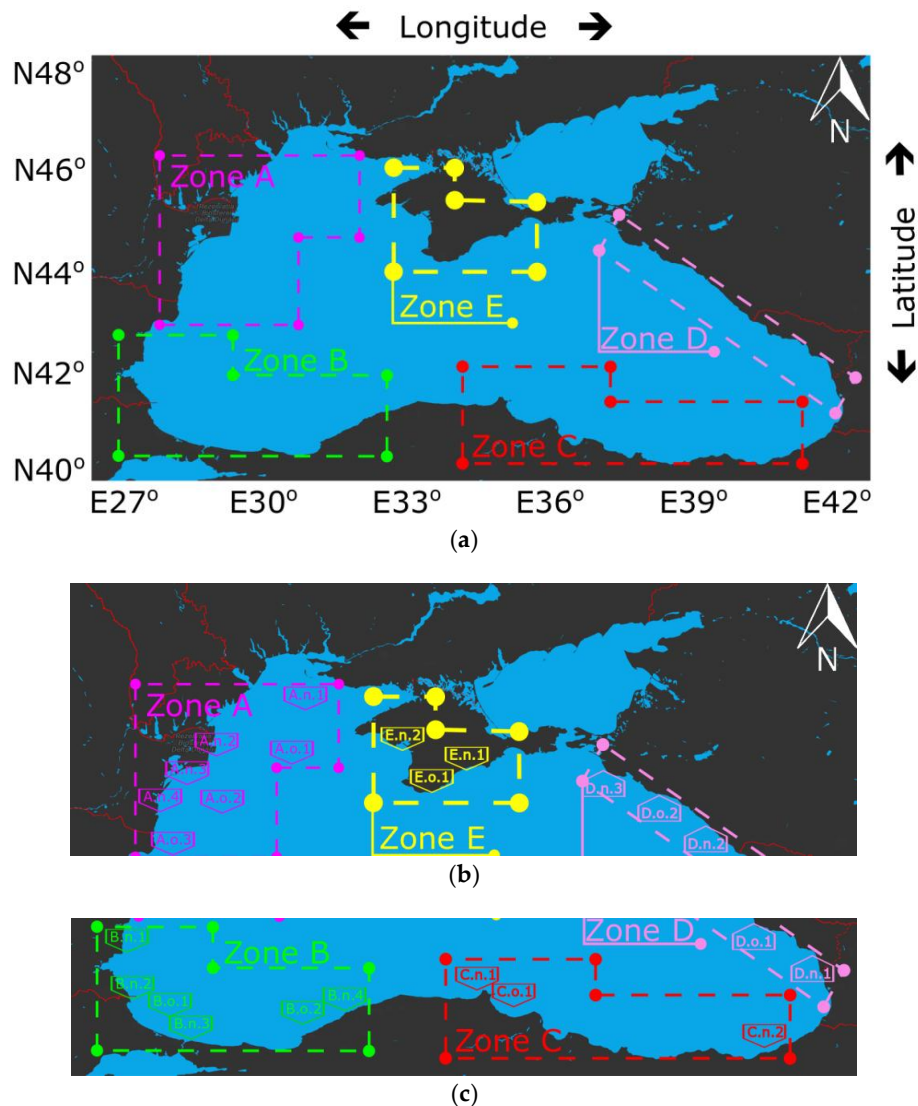 ← Longitude →
N48°
N46°
N44°
N42°
N40°
Zone A
Zone E
Zone D
Zone B
Zone C
N
← Latitude →
E27° E30° E33° E36° E39° E42°
(a)
N
A.n.1
Zone A
A.n.2
A.o.1
A.n.3
A.n.4
A.o.2
A.o.3
E.n.2
E.n.1
E.o.1
Zone E
D.n.3
D.o.2
D.n.2
(b)
B.n.1
Zone B
B.n.2
B.o.1
B.n.3
B.o.2
B.n.4
C.n.1
C.o.1
Zone C
C.n.2
Zone D
D.o.1
D.n.1
(c)